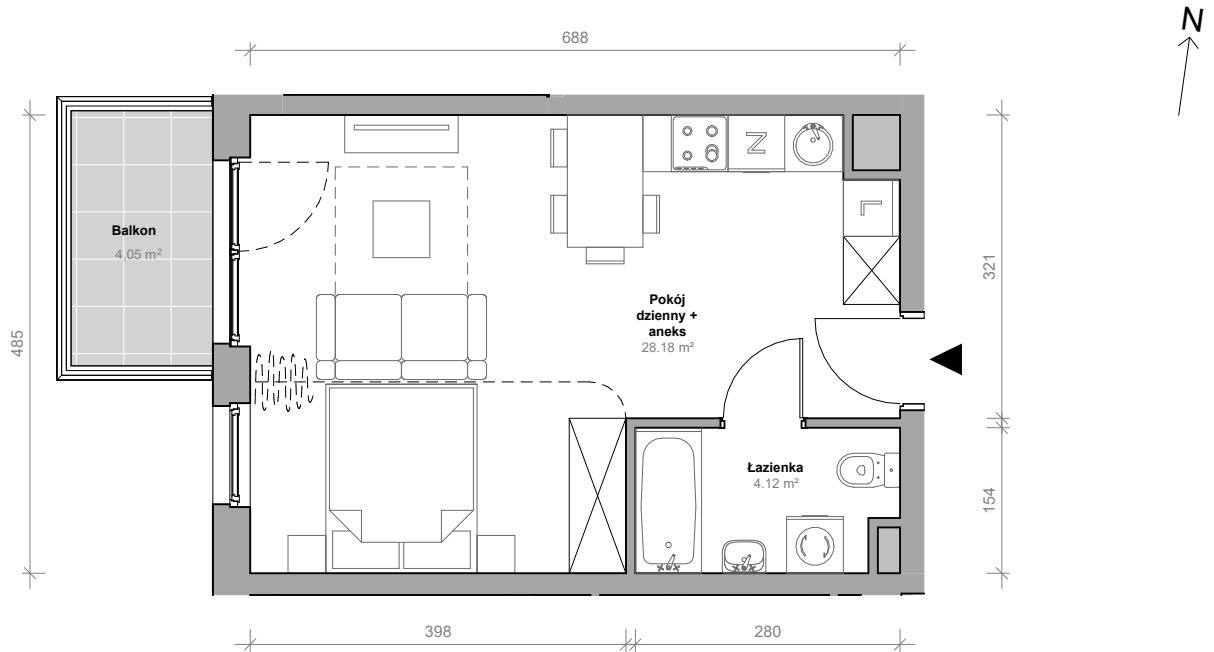 N
688
N
L
Balkon
4,05 m²
321
Pokój
dzienny +
aneks
28.18 m²
485
Łazienka
4.12 m²
154
398
280